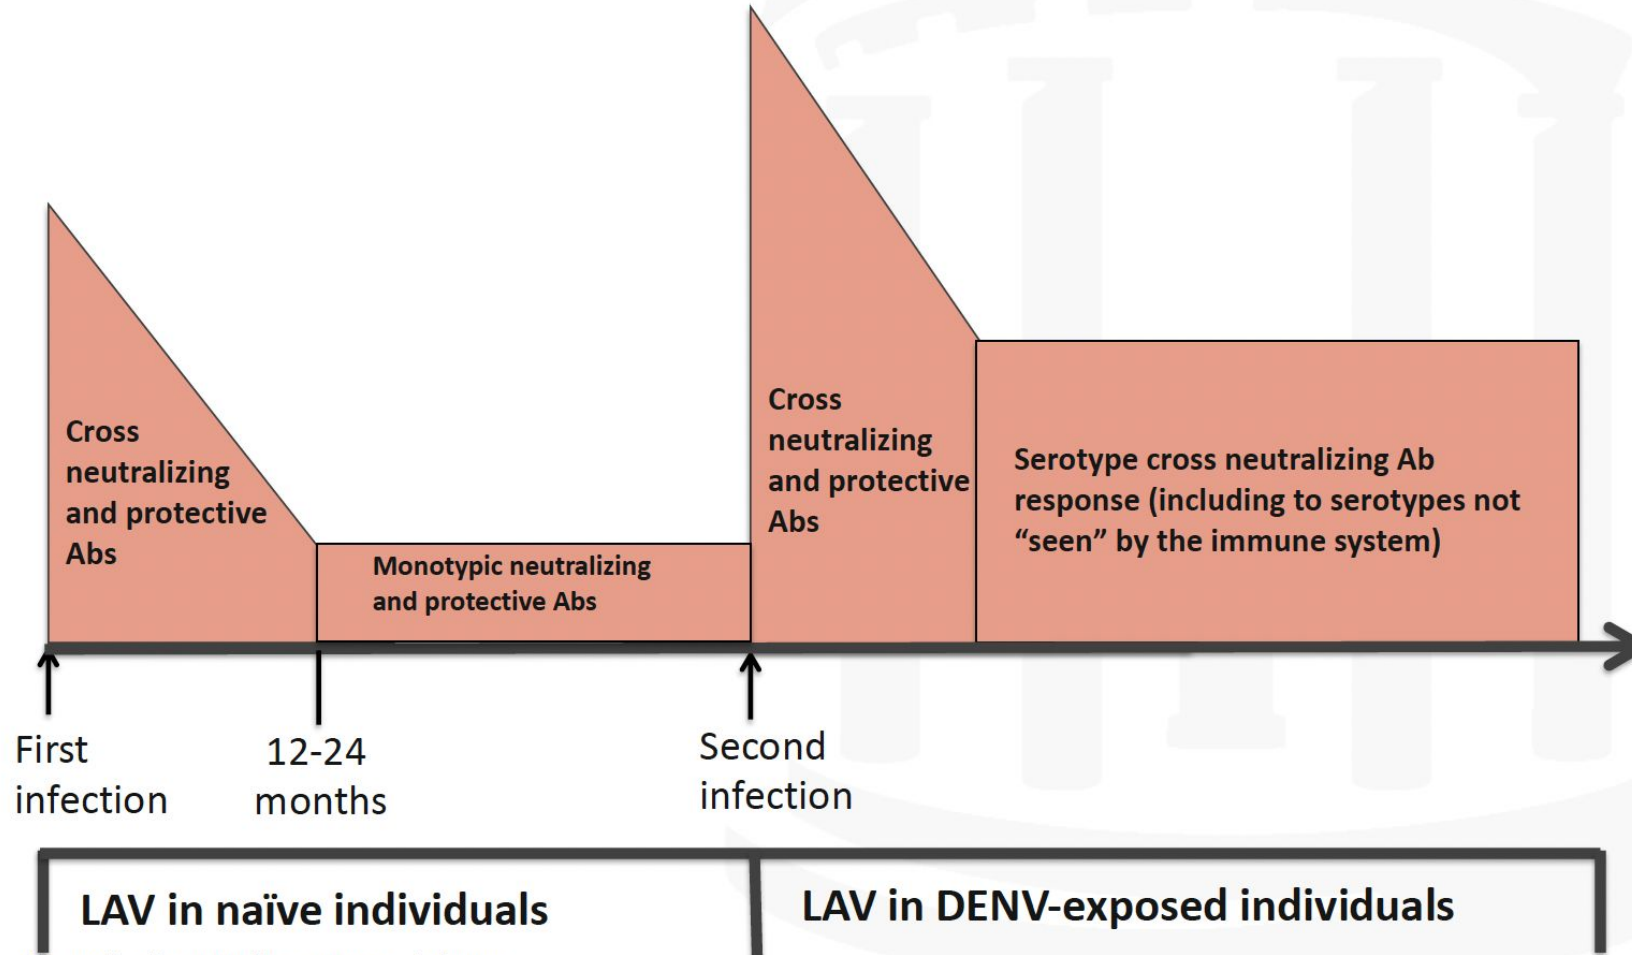 Cross
neutralizing
and protective
Abs
Monotypic neutralizing
and protective Abs
Cross
neutralizing
and protective
Abs
Serotype cross neutralizing Ab
response (including to serotypes not
“seen” by the immune system)
First
infection
12-24
months
Second
infection
LAV in naïve individuals
LAV in DENV-exposed individuals